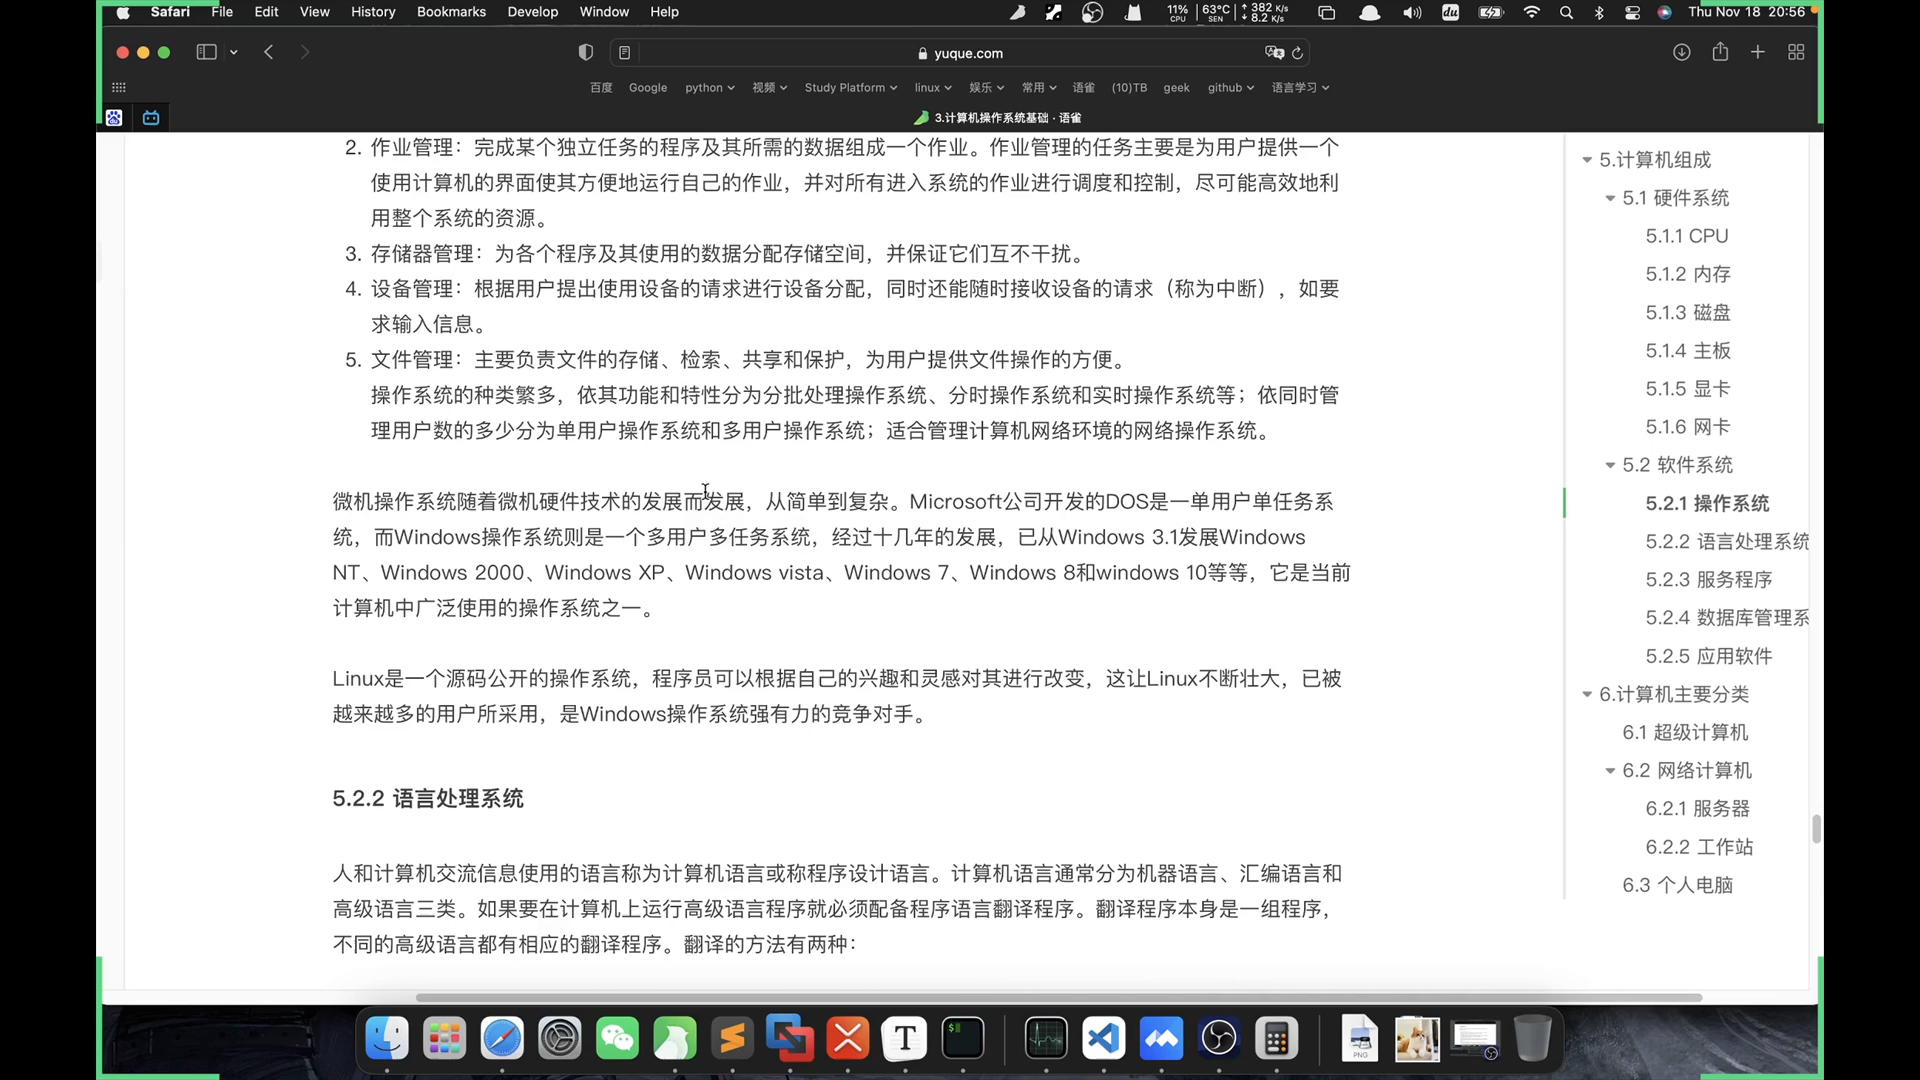 Safari File Edit View History Bookmarks Develop Window Help
11% CPU 63°C SEN 382 K/s 8.2 K/s du Thu Nov 18 20:56
yuque.com
百度 Google python 视频 Study Platform linux 娱乐 常用 语雀 (10)TB geek github 语言学习
3.计算机操作系统基础 · 语雀
2. 作业管理：完成某个独立任务的程序及其所需的数据组成一个作业。作业管理的任务主要是为用户提供一个
使用计算机的界面使其方便地运行自己的作业，并对所有进入系统的作业进行调度和控制，尽可能高效地利
用整个系统的资源。
3. 存储器管理：为各个程序及其使用的数据分配存储空间，并保证它们互不干扰。
4. 设备管理：根据用户提出使用设备的请求进行设备分配，同时还能随时接收设备的请求（称为中断），如要
求输入信息。
5. 文件管理：主要负责文件的存储、检索、共享和保护，为用户提供文件操作的方便。
操作系统的种类繁多，依其功能和特性分为分批处理操作系统、分时操作系统和实时操作系统等；依同时管
理用户数的多少分为单用户操作系统和多用户操作系统；适合管理计算机网络环境的网络操作系统。
微机操作系统随着微机硬件技术的发展而发展，从简单到复杂。Microsoft公司开发的DOS是一单用户单任务系
统，而Windows操作系统则是一个多用户多任务系统，经过十几年的发展，已从Windows 3.1发展Windows
NT、Windows 2000、Windows XP、Windows vista、Windows 7、Windows 8和windows 10等等，它是当前
计算机中广泛使用的操作系统之一。
Linux是一个源码公开的操作系统，程序员可以根据自己的兴趣和灵感对其进行改变，这让Linux不断壮大，已被
越来越多的用户所采用，是Windows操作系统强有力的竞争对手。
5.2.2 语言处理系统
人和计算机交流信息使用的语言称为计算机语言或称程序设计语言。计算机语言通常分为机器语言、汇编语言和
高级语言三类。如果要在计算机上运行高级语言程序就必须配备程序语言翻译程序。翻译程序本身是一组程序，
不同的高级语言都有相应的翻译程序。翻译的方法有两种：
5.计算机组成
5.1 硬件系统
5.1.1 CPU
5.1.2 内存
5.1.3 磁盘
5.1.4 主板
5.1.5 显卡
5.1.6 网卡
5.2 软件系统
5.2.1 操作系统
5.2.2 语言处理系统
5.2.3 服务程序
5.2.4 数据库管理系
5.2.5 应用软件
6.计算机主要分类
6.1 超级计算机
6.2 网络计算机
6.2.1 服务器
6.2.2 工作站
6.3 个人电脑
T
PNG